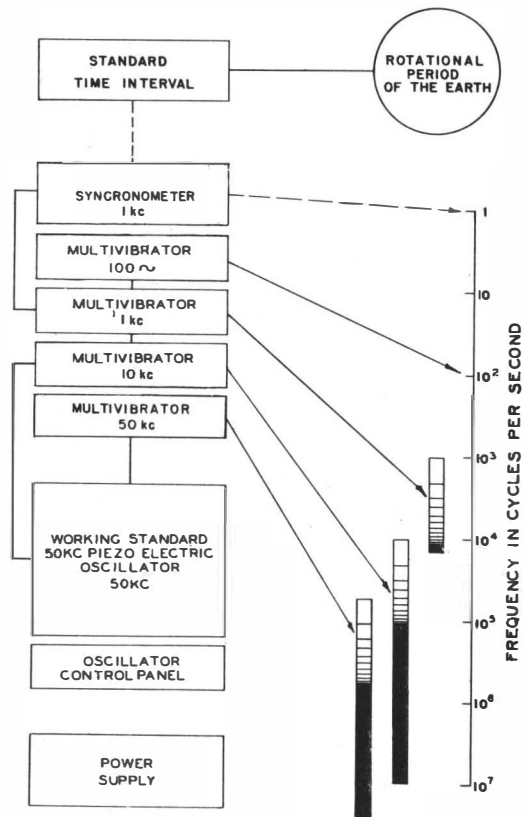 STANDARD
TIME INTERVAL
ROTATIONAL
PERIOD
OF THE EARTH
SYNCRONOMETER
1 kc
MULTIVIBRATOR
100 ~
MULTIVIBRATOR
1 kc
MULTIVIBRATOR
10 kc
MULTIVIBRATOR
50 kc
WORKING STANDARD
50KC PIEZO ELECTRIC
OSCILLATOR
50KC
OSCILLATOR
CONTROL PANEL
POWER
SUPPLY
1
10
10²
10³
10⁴
10⁵
10⁶
10⁷
FREQUENCY IN CYCLES PER SECOND